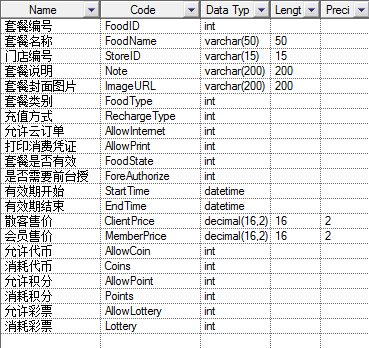 Name Code Data Typ Lengt Preci
套餐编号 FoodID int
套餐名称 FoodName varchar(50) 50
门店编号 StoreID varchar(15) 15
套餐说明 Note varchar(200) 200
套餐封面图片 ImageURL varchar(200) 200
套餐类别 FoodType int
充值方式 RechargeType int
允许云订单 AllowInternet int
打印消费凭证 AllowPrint int
套餐是否有效 FoodState int
是否需要前台授 ForeAuthorize int
有效期开始 StartTime datetime
有效期结束 EndTime datetime
散客售价 ClientPrice decimal(16,2) 16 2
会员售价 MemberPrice decimal(16,2) 16 2
允许代币 AllowCoin int
消耗代币 Coins int
允许积分 AllowPoint int
消耗积分 Points int
允许彩票 AllowLottery int
消耗彩票 Lottery int